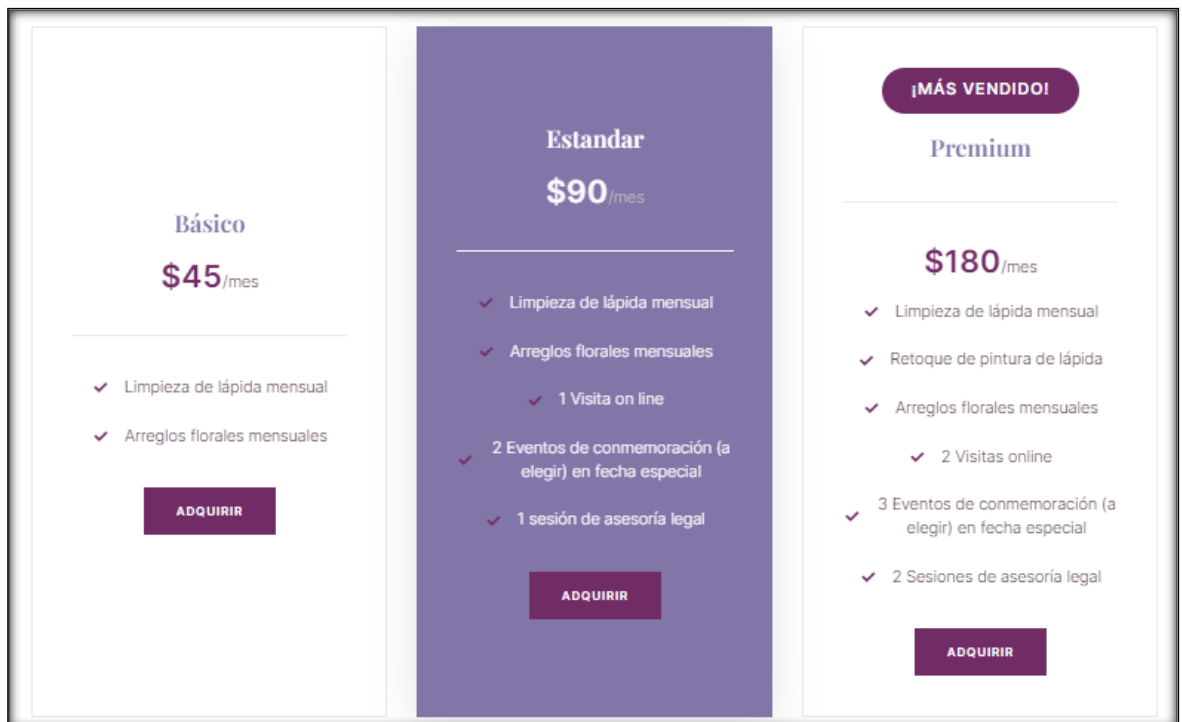 Básico
$45/mes
Limpieza de lápida mensual
Arreglos florales mensuales
ADQUIRIR
Estandar
$90/mes
Limpieza de lápida mensual
Arreglos florales mensuales
1 Visita on line
2 Eventos de conmemoración (a
elegir) en fecha especial
1 sesión de asesoría legal
ADQUIRIR
¡MÁS VENDIDO!
Premium
$180/mes
Limpieza de lápida mensual
Retoque de pintura de lápida
Arreglos florales mensuales
2 Visitas online
3 Eventos de conmemoración (a
elegir) en fecha especial
2 Sesiones de asesoría legal
ADQUIRIR